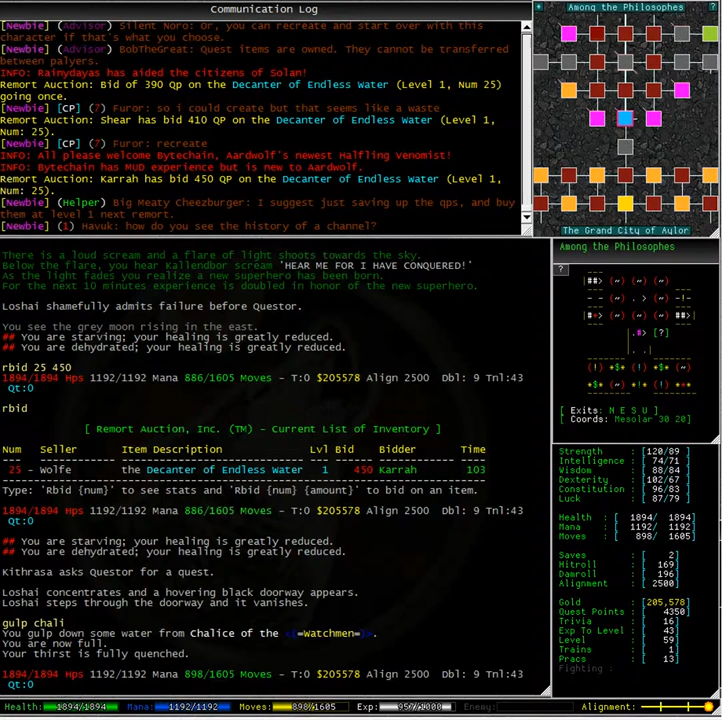 Communication Log
[Newbie] (Advisor) Silent Noro: Or, you can recreate and start over with this
character if that's what you choose.
[Newbie] (Advisor) BobTheGreat: Quest items are owned. They cannot be transferred
between palyers.
INFO: Rainydayas has aided the citizens of Solan!
Remort Auction: Bid of 390 Qp on the Decanter of Endless Water (Level 1, Num 25)
going once.
[Newbie] [CP] (7) Furor: so i could create but that seems like a waste
Remort Auction: Shear has bid 410 QP on the Decanter of Endless Water (Level 1,
Num: 25).
[Newbie] [CP] (7) Furor: recreate
INFO: All please welcome Bytechain, Aardwolf's newest Halfling Venomist!
INFO: Bytechain has MUD experience but is new to Aardwolf.
Remort Auction: Karrah has bid 450 QP on the Decanter of Endless Water (Level 1,
Num: 25).
[Newbie] (Helper) Big Meaty Cheezburger: I suggest just saving up the qps, and buy
them at level 1 next remort.
[Newbie] (1) Havuk: how do you see the history of a channel?
Among the Philosophes
?
The Grand City of Aylor
There is a loud scream and a flare of light shoots towards the sky.
Below the flare, you hear Kallendbor scream 'HEAR ME FOR I HAVE CONQUERED!'
As the light fades you realize a new superhero has been born.
For the next 10 minutes experience is doubled in honor of the new superhero.
Loshai shamefully admits failure before Questor.
You see the grey moon rising in the east.
## You are starving; your healing is greatly reduced.
## You are dehydrated; your healing is greatly reduced.
rbid 25 450
1894/1894 Hps 1192/1192 Mana 886/1605 Moves - T:0 $205578 Align 2500 Dbl: 9 Tnl:43
Qt:0
rbid
[ Remort Auction, Inc. (TM) - Current List of Inventory ]
Num Seller Item Description Lvl Bid Bidder Time
25 - Wolfe the Decanter of Endless Water 1 450 Karrah 103
Type: 'Rbid {num}' to see stats and 'Rbid {num} {amount}' to bid on an item.
1894/1894 Hps 1192/1192 Mana 886/1605 Moves - T:0 $205578 Align 2500 Dbl: 9 Tnl:43
Qt:0
## You are starving; your healing is greatly reduced.
## You are dehydrated; your healing is greatly reduced.
Kithrasa asks Questor for a quest.
Loshai concentrates and a hovering black doorway appears.
Loshai steps through the doorway and it vanishes.
gulp chali
You gulp down some water from Chalice of the =Watchmen=.
You are now full.
Your thirst is fully quenched.
1894/1894 Hps 1192/1192 Mana 898/1605 Moves - T:0 $205578 Align 2500 Dbl: 9 Tnl:43
Qt:0
Among the Philosophes
?
[ Exits: N E S U ]
[ Coords: Mesolar 30 20]
Strength : [120/89 ]
Intelligence : [ 74/71 ]
Wisdom : [ 88/84 ]
Dexterity : [102/67 ]
Constitution : [ 96/83 ]
Luck : [ 87/79 ]
Health : [ 1894/ 1894]
Mana : [ 1192/ 1192]
Moves : [ 898/ 1605]
Saves : [ 2]
Hitroll : [ 169]
Damroll : [ 196]
Alignment : [ 2500]
Gold : [205,578]
Quest Points : [ 4350]
Trivia : [ 16]
Exp To Level : [ 43]
Level : [ 59]
Trains : [ 1]
Pracs : [ 13]
Fighting :
Health: 1894/1894 Mana: 1192/1192 Moves: 898/1605 Exp: 957/1000 Enemy: Alignment: